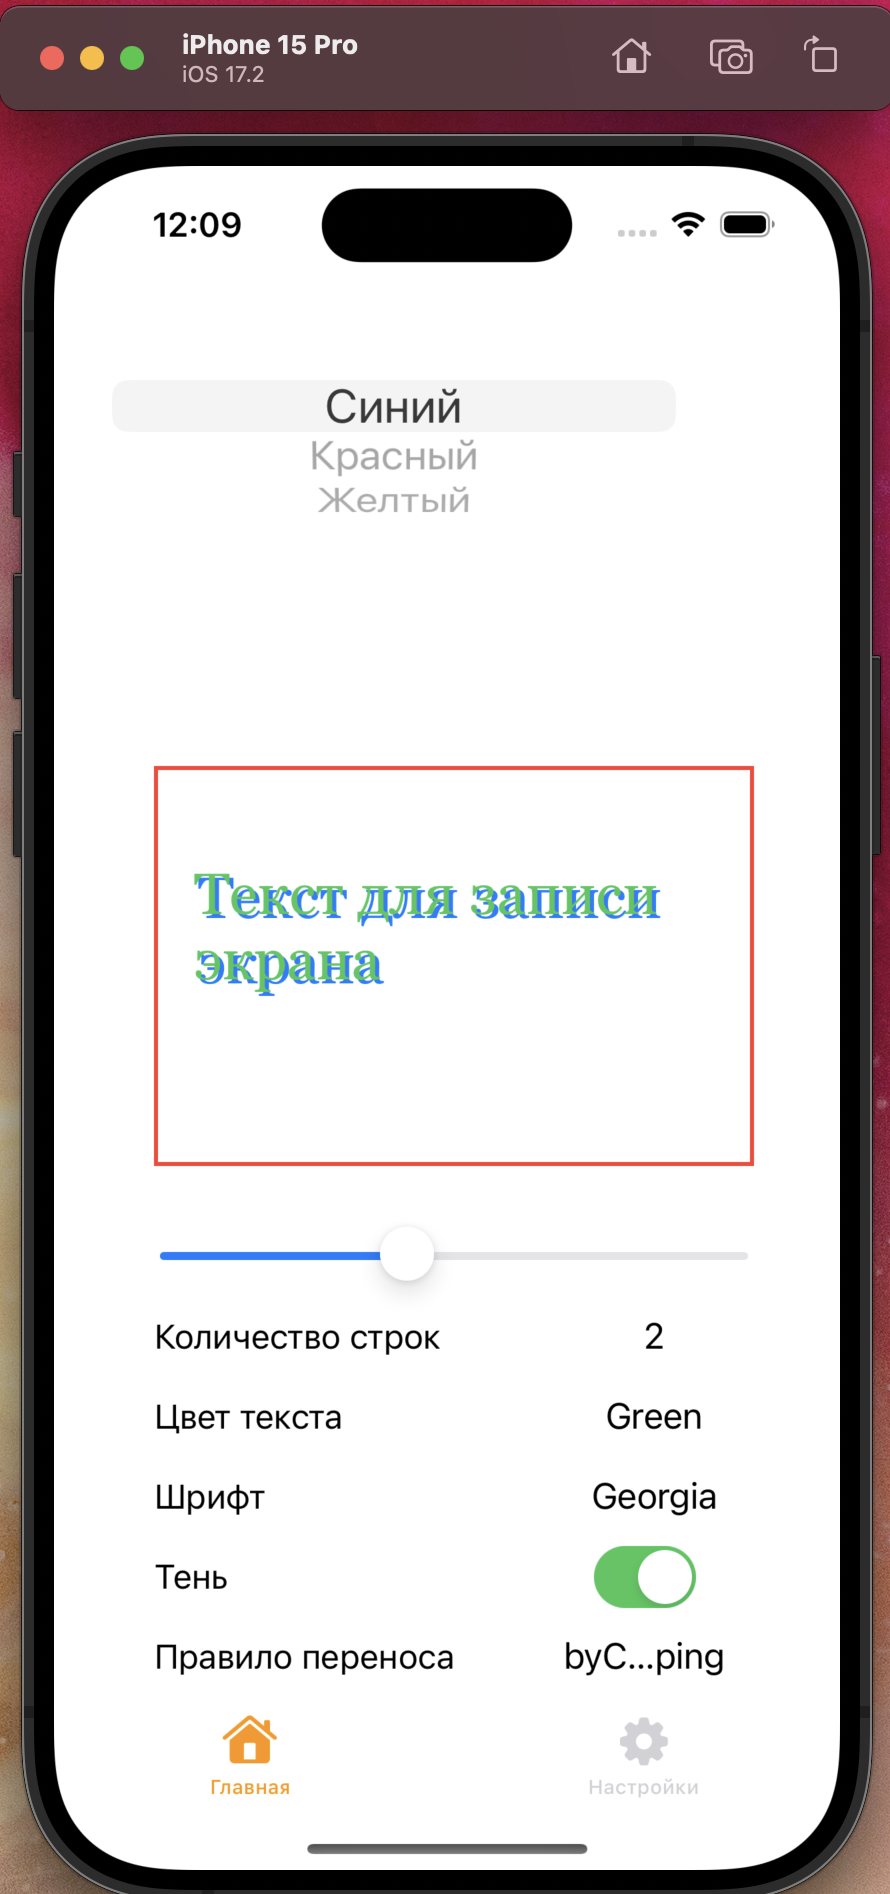 iPhone 15 Pro
iOS 17.2
12:09
Синий
Красный
Желтый
Текст для записи
экрана
Количество строк 2
Цвет текста Green
Шрифт Georgia
Тень
Правило переноса byC...ping
Главная Настройки